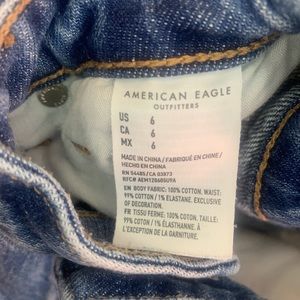 AMERICAN EAGLE
OUTFITTERS
US 6
CA 6
MX 6
MADE IN CHINA / FABRIQUÉ EN CHINE /
HECHO EN CHINA
RN 54485/CA 03873
EN BODY FABRIC: 100% COTTON, WAIST:
99% COTTON / 1% ELASTANE. EXCLUSIVE
OF DECORATION.
FR TISSU FERME: 100% COTON. TAILLE:
99% COTON / 1% ÉLASTHANNE. À
L'EXCEPTION DE LA GARNITURE.